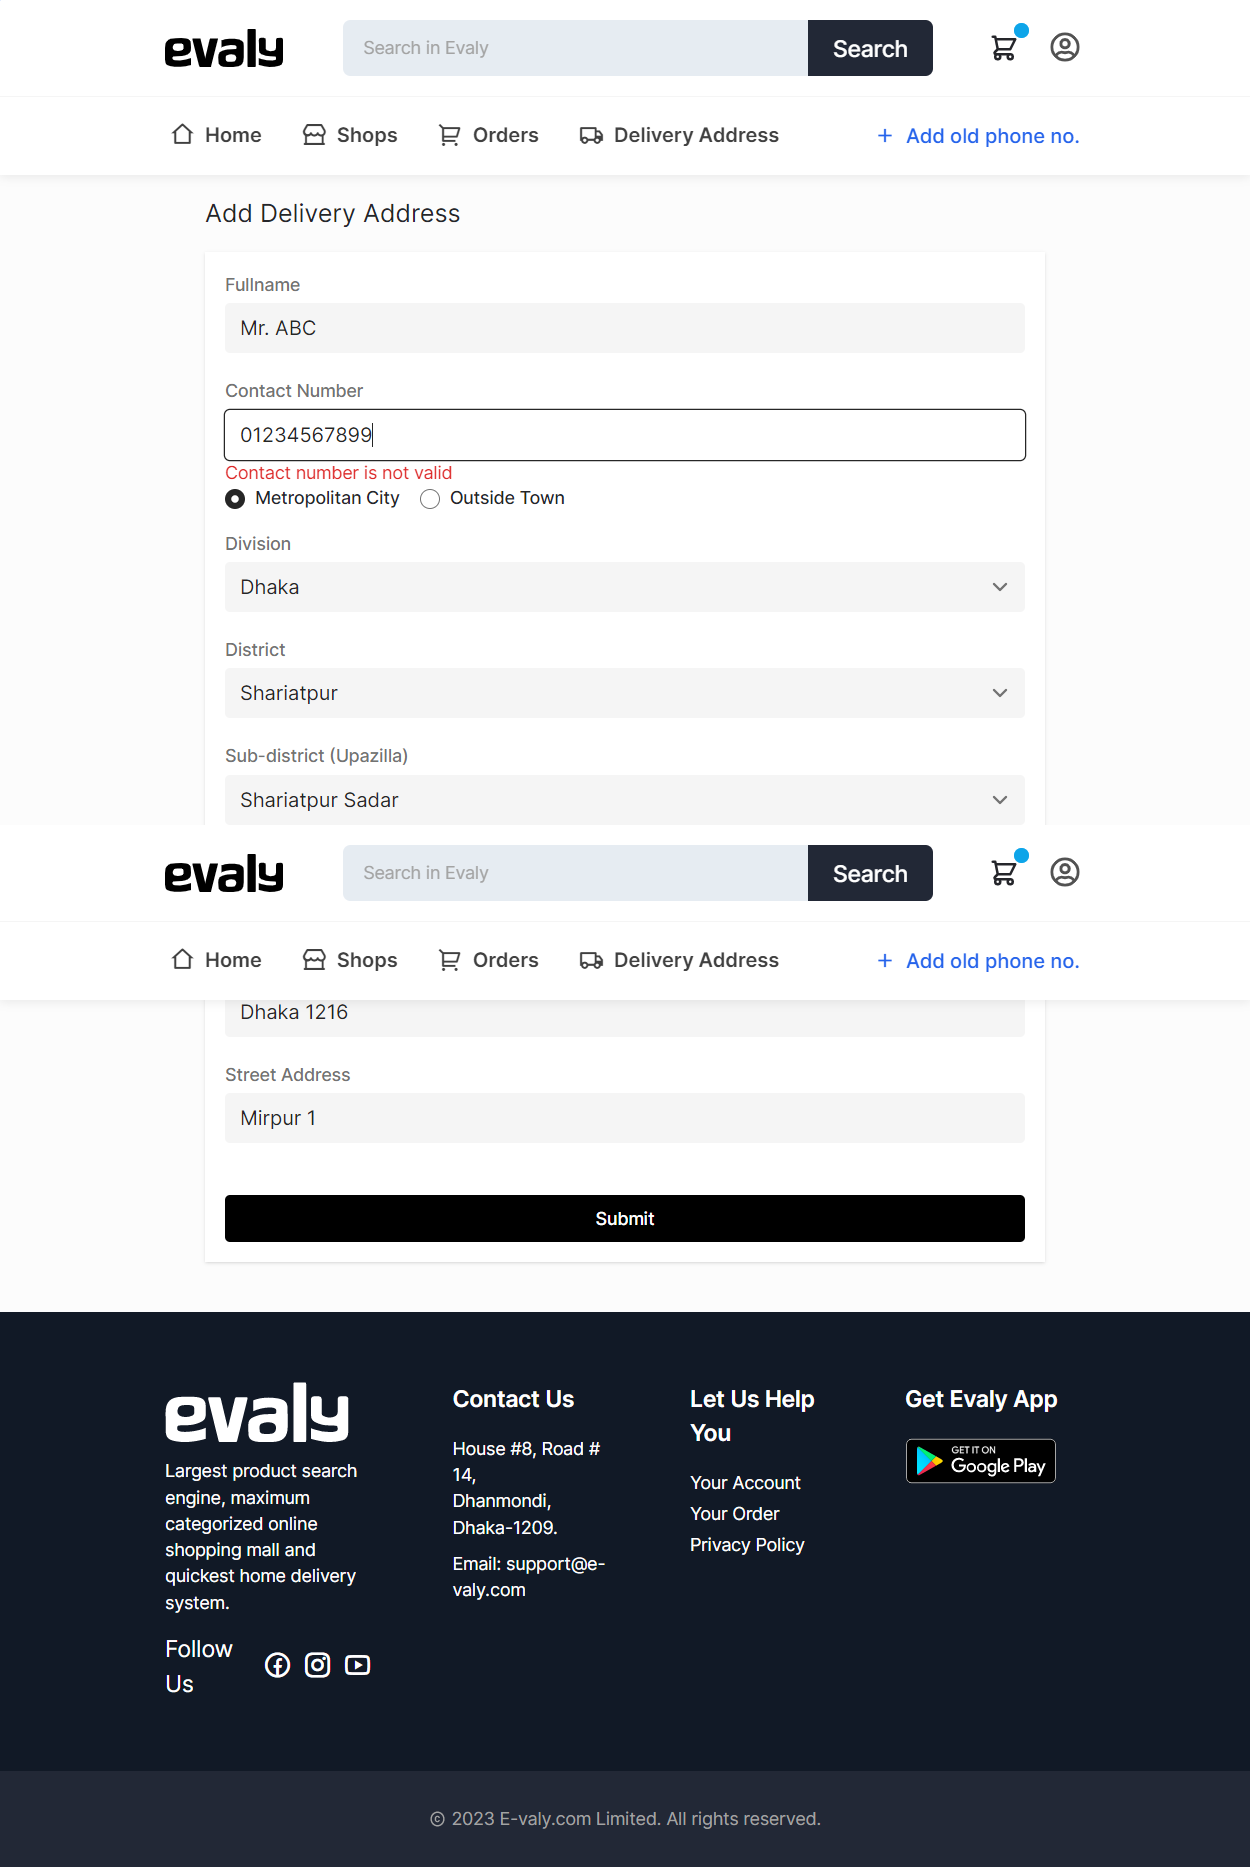 evaly
Search in Evaly
Search
Home
Shops
Orders
Delivery Address
+ Add old phone no.
Add Delivery Address
Fullname
Mr. ABC
Contact Number
01234567899
Contact number is not valid
Metropolitan City
Outside Town
Division
Dhaka
District
Shariatpur
Sub-district (Upazilla)
Shariatpur Sadar
evaly
Search in Evaly
Search
Home
Shops
Orders
Delivery Address
+ Add old phone no.
Dhaka 1216
Street Address
Mirpur 1
Submit
evaly
Largest product search
engine, maximum
categorized online
shopping mall and
quickest home delivery
system.
Follow
Us
Contact Us
House #8, Road #
14,
Dhanmondi,
Dhaka-1209.
Email: support@e-
valy.com
Let Us Help
You
Your Account
Your Order
Privacy Policy
Get Evaly App
GET IT ON
Google Play
© 2023 E-valy.com Limited. All rights reserved.